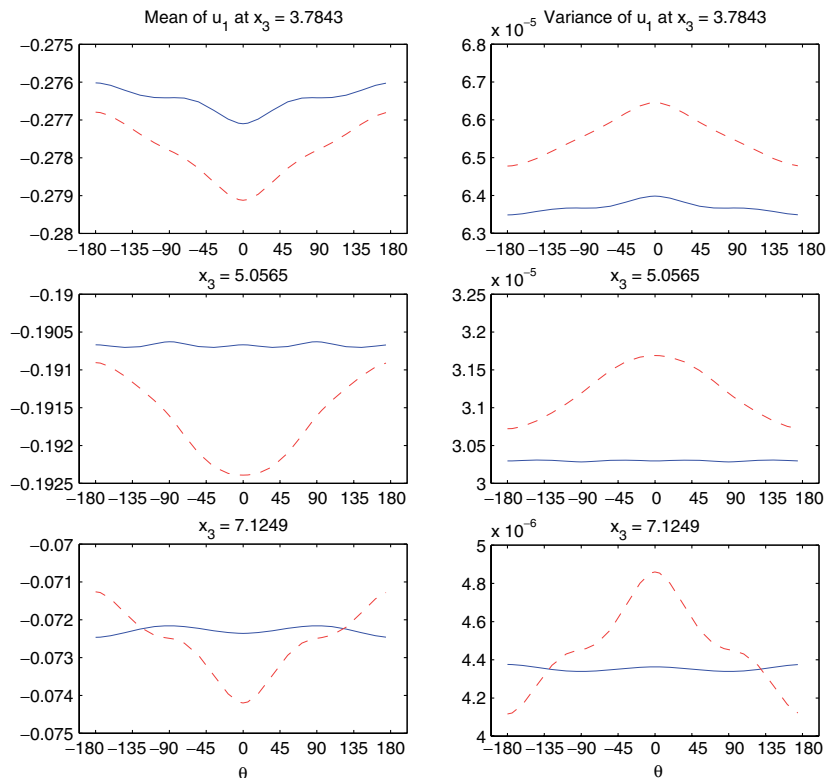 Mean of u1 at x3 = 3.7843
−0.275
−0.276
−0.277
−0.278
−0.279
−0.28
−180 −135 −90 −45 0 45 90 135 180
Variance of u1 at x3 = 3.7843
x 10−5
6.8
6.7
6.6
6.5
6.4
6.3
−180 −135 −90 −45 0 45 90 135 180
x3 = 5.0565
−0.19
−0.1905
−0.191
−0.1915
−0.192
−0.1925
−180 −135 −90 −45 0 45 90 135 180
x3 = 5.0565
x 10−5
3.25
3.2
3.15
3.1
3.05
3
−180 −135 −90 −45 0 45 90 135 180
x3 = 7.1249
−0.07
−0.071
−0.072
−0.073
−0.074
−0.075
−180 −135 −90 −45 0 45 90 135 180
θ
x3 = 7.1249
x 10−6
5
4.8
4.6
4.4
4.2
4
−180 −135 −90 −45 0 45 90 135 180
θ